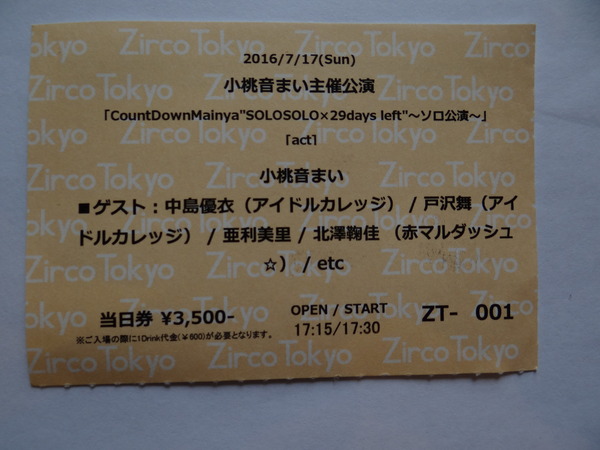 2016/7/17(Sun)
小桃音まい主催公演
「CountDownMainya"SOLOSOLO×29days left"～ソロ公演～」
「act」
小桃音まい
■ゲスト：中島優衣（アイドルカレッジ） / 戸沢舞（アイ
ドルカレッジ） / 亜利美里 / 北澤鞠佳 （赤マルダッシュ
☆） / etc
当日券 ¥3,500-
OPEN / START
ZT- 001
※ご入場の際に1Drink代金(¥600)が必要となります。
17:15/17:30
Zirco Tokyo